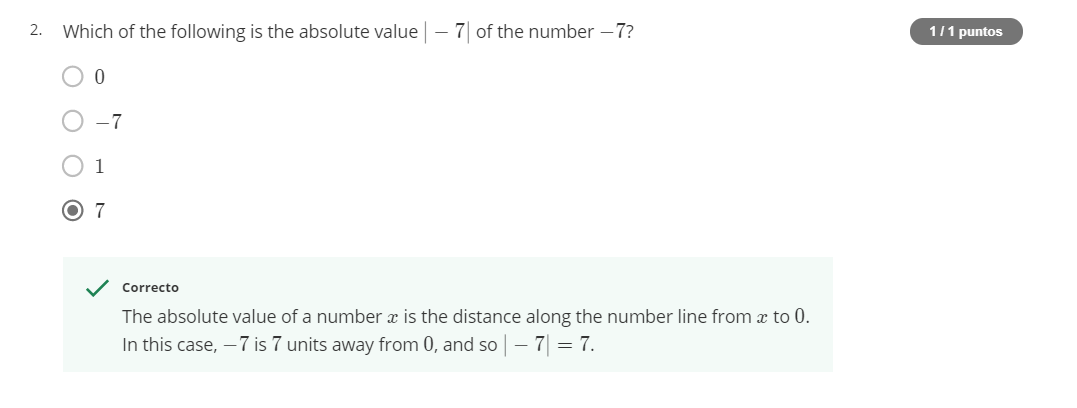 2. Which of the following is the absolute value | − 7| of the number −7?
1 / 1 puntos
0
−7
1
7
Correcto
The absolute value of a number x is the distance along the number line from x to 0.
In this case, −7 is 7 units away from 0, and so | − 7| = 7.